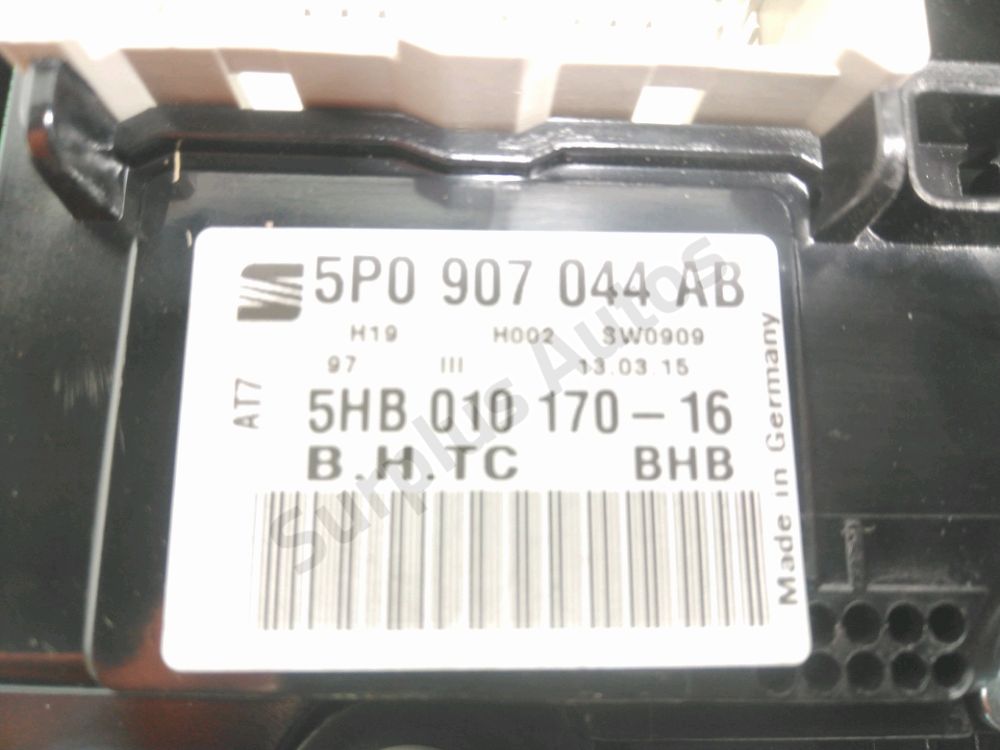 5P0 907 044 AB
H19 H002 SW0909
97 III 13.03.15
AT7
5HB 010 170-16
B.H.TC BHB
Made in Germany
Surplus Autos